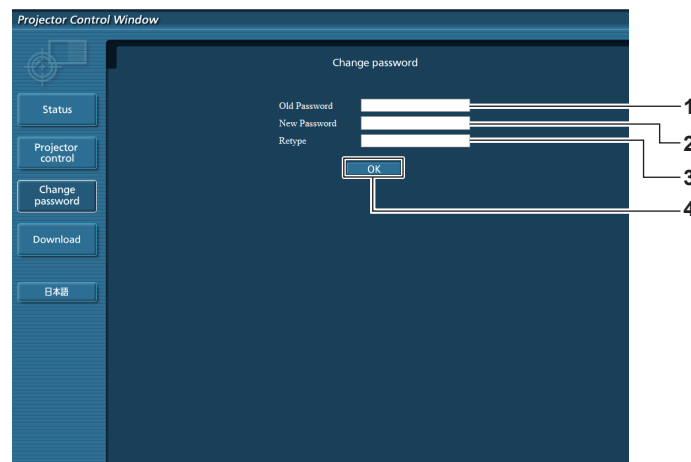 Projector Control Window
Change password
Status
Projector
control
Change
password
Download
日本語
Old Password
New Password
Retype
OK
1
2
3
4